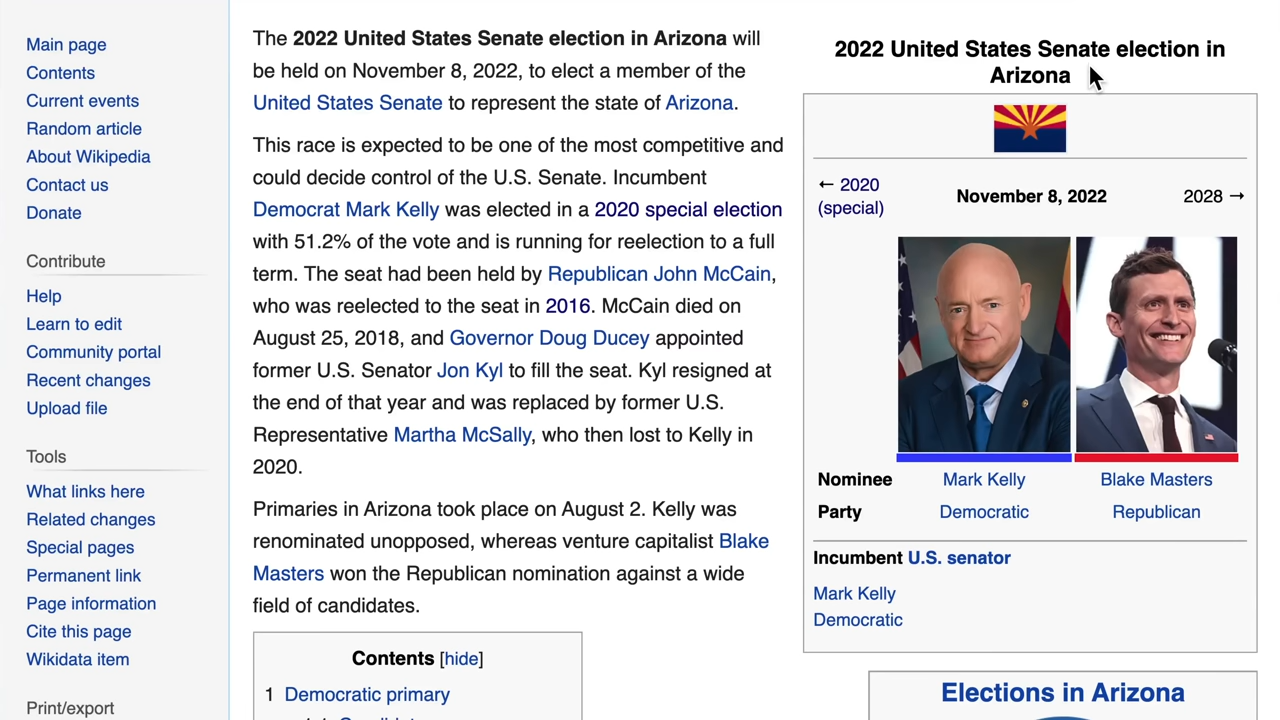 Main page
Contents
Current events
Random article
About Wikipedia
Contact us
Donate
Contribute
Help
Learn to edit
Community portal
Recent changes
Upload file
Tools
What links here
Related changes
Special pages
Permanent link
Page information
Cite this page
Wikidata item
Print/export
The 2022 United States Senate election in Arizona will
be held on November 8, 2022, to elect a member of the
United States Senate to represent the state of Arizona.
This race is expected to be one of the most competitive and
could decide control of the U.S. Senate. Incumbent
Democrat Mark Kelly was elected in a 2020 special election
with 51.2% of the vote and is running for reelection to a full
term. The seat had been held by Republican John McCain,
who was reelected to the seat in 2016. McCain died on
August 25, 2018, and Governor Doug Ducey appointed
former U.S. Senator Jon Kyl to fill the seat. Kyl resigned at
the end of that year and was replaced by former U.S.
Representative Martha McSally, who then lost to Kelly in
2020.
Primaries in Arizona took place on August 2. Kelly was
renominated unopposed, whereas venture capitalist Blake
Masters won the Republican nomination against a wide
field of candidates.
Contents [hide]
1 Democratic primary
2022 United States Senate election in
Arizona
← 2020
(special)
November 8, 2022
2028 →
Nominee Mark Kelly Blake Masters
Party Democratic Republican
Incumbent U.S. senator
Mark Kelly
Democratic
Elections in Arizona